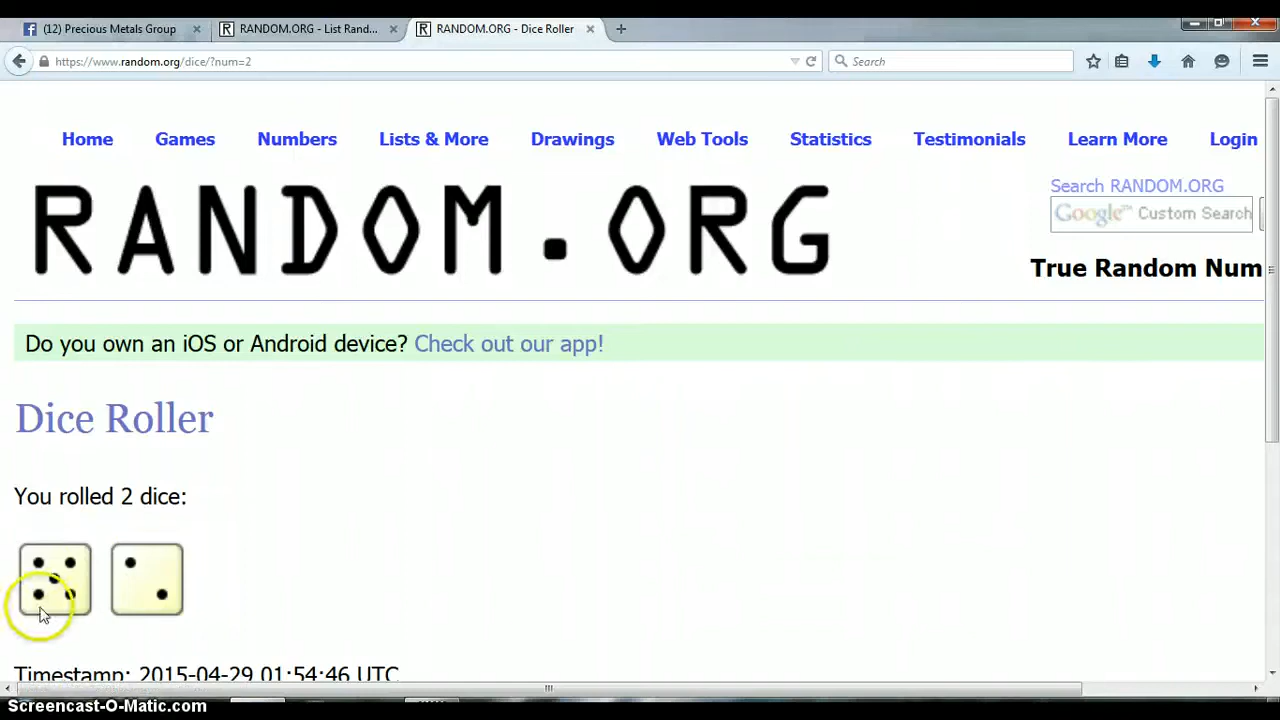 (12) Precious Metals Group
RANDOM.ORG - List Rand...
RANDOM.ORG - Dice Roller
https://www.random.org/dice/?num=2
Search
Home Games Numbers Lists & More Drawings Web Tools Statistics Testimonials Learn More Login
RANDOM.ORG
Search RANDOM.ORG
Google™ Custom Search
True Random Num
Do you own an iOS or Android device? Check out our app!
Dice Roller
You rolled 2 dice:
Timestamp: 2015-04-29 01:54:46 UTC
Screencast-O-Matic.com